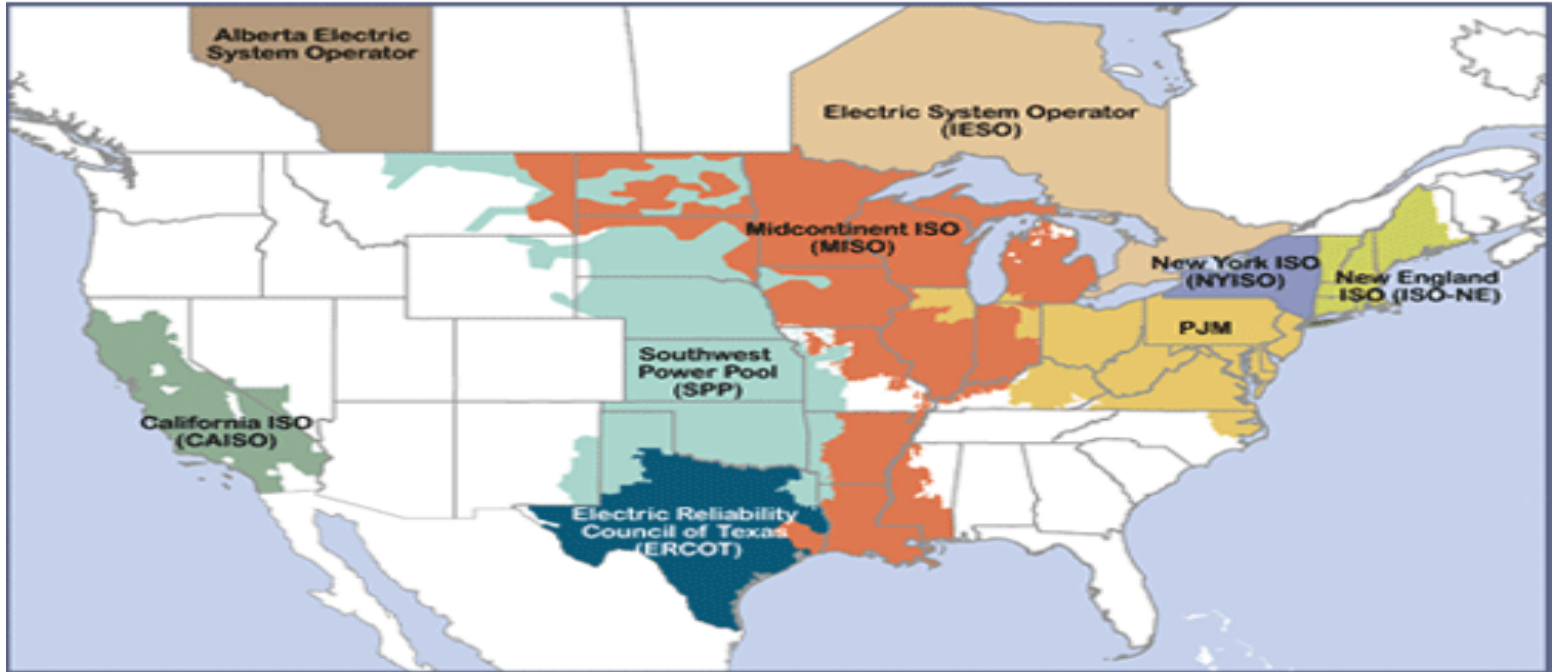 Alberta Electric
System Operator
Electric System Operator
(IESO)
Midcontinent ISO
(MISO)
New York ISO
(NYISO)
New England
ISO (ISO-NE)
PJM
Southwest
Power Pool
(SPP)
California ISO
(CAISO)
Electric Reliability
Council of Texas
(ERCOT)